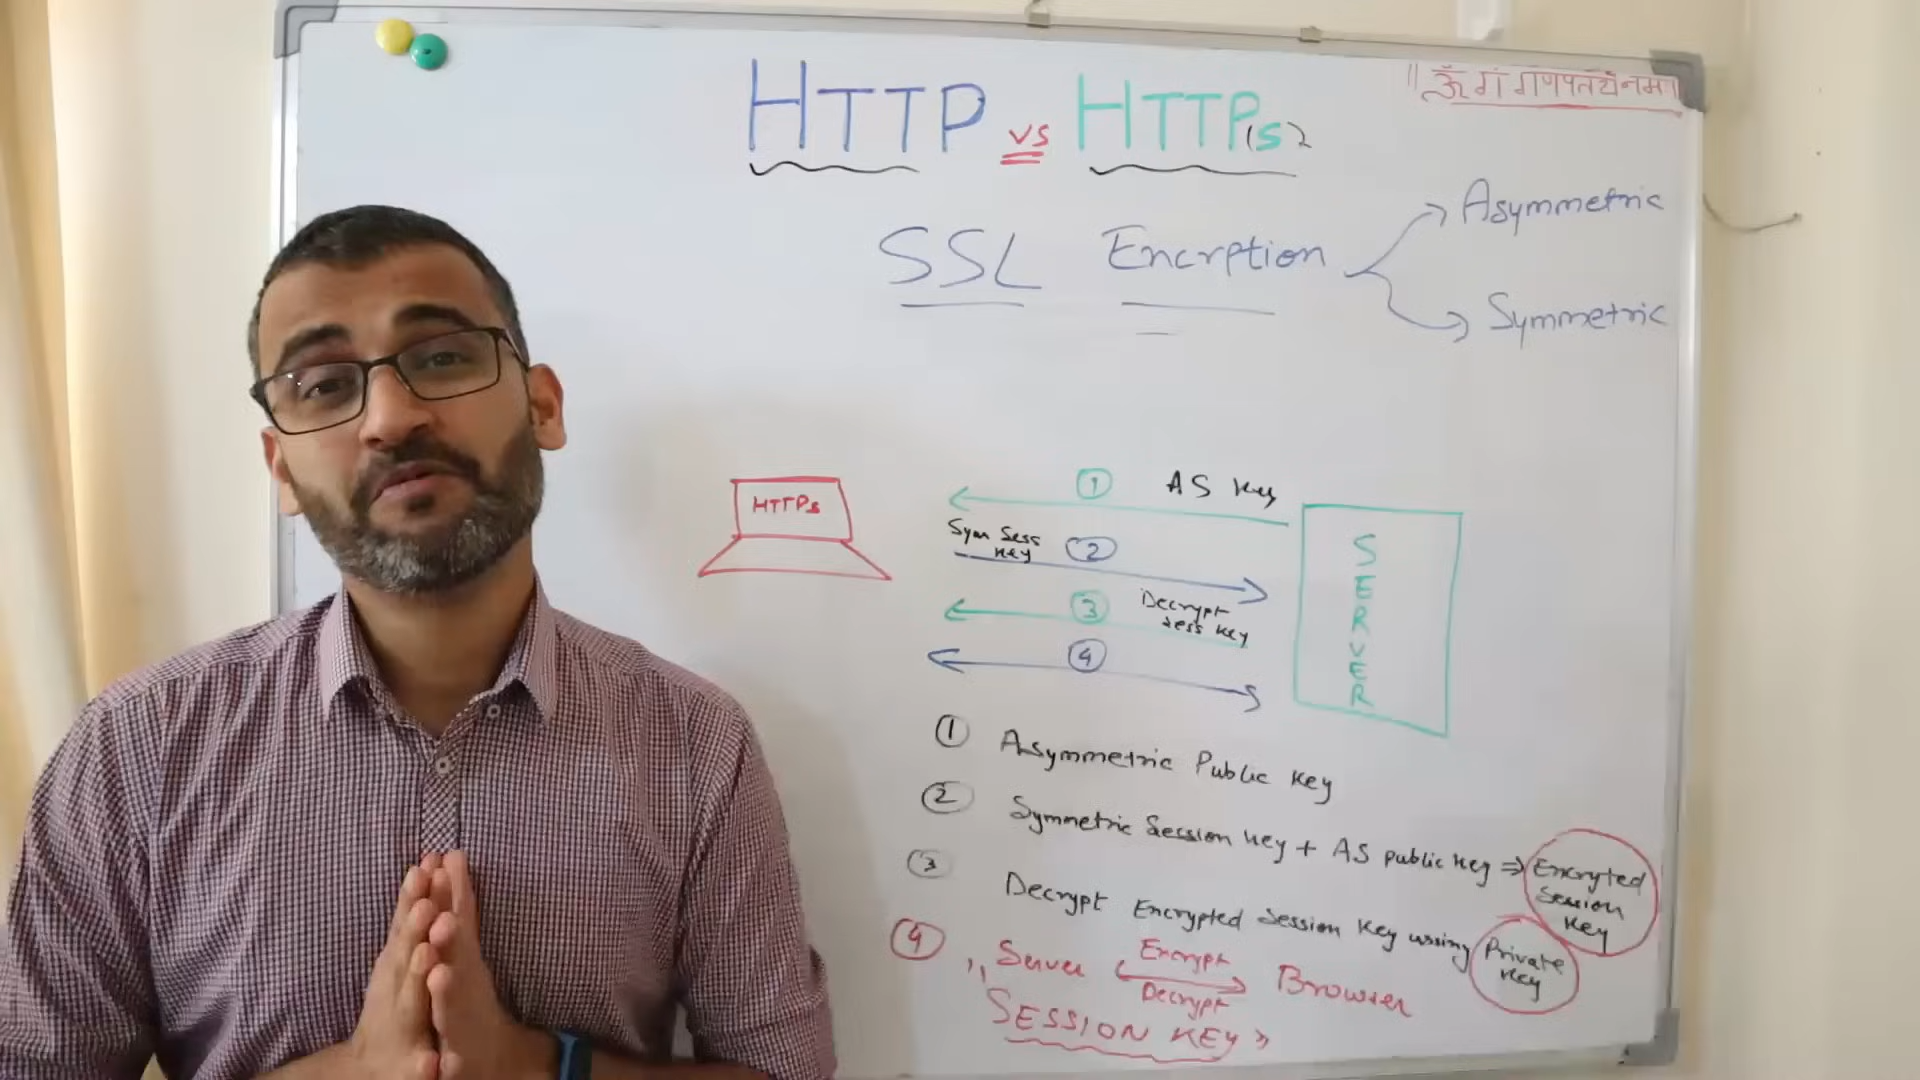 ॥ ॐ गं गणपतये नमः ॥
HTTP vs HTTP(S)
SSL Encrption
Asymmetric
Symmetric
HTTPs
① AS Key
Sym Sess Key ②
③ Decrypt sess key
④
SERVER
① Asymmetric Public Key
② Symmetric Session Key + AS public key ⇒ Encryted Session Key
③ Decrypt Encrypted Session Key using Private Key
④ ,, Server Encrypt Decrypt Browser
SESSION KEY »